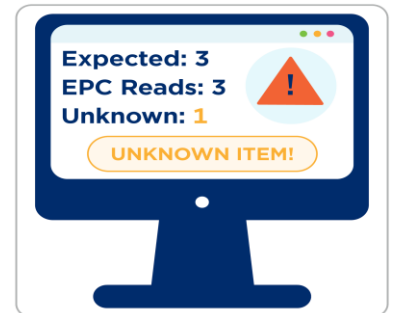 Expected: 3
EPC Reads: 3
Unknown: 1
!
UNKNOWN ITEM!